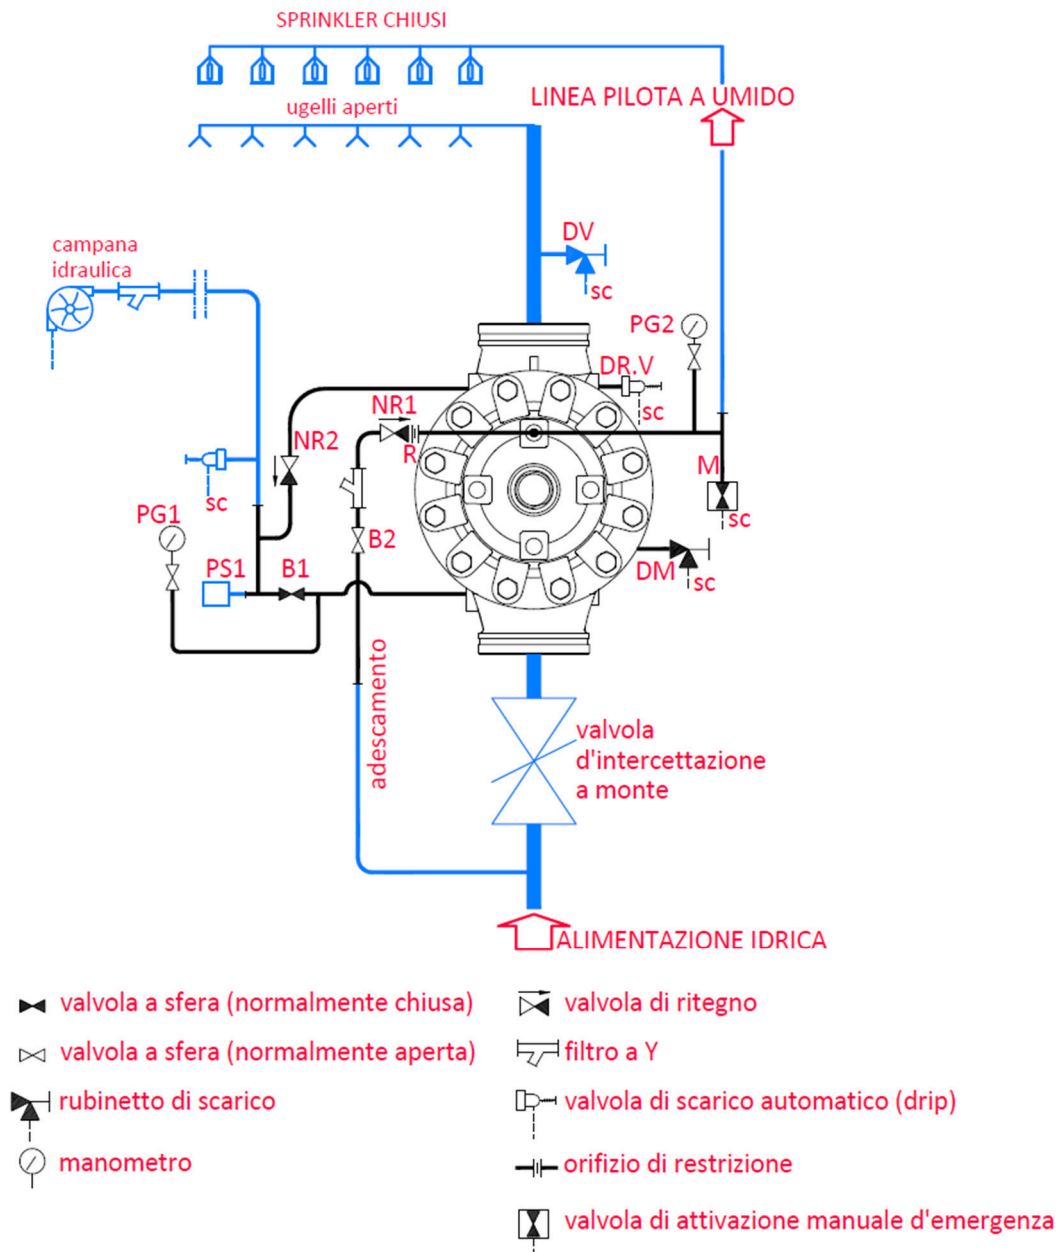 SPRINKLER CHIUSI
LINEA PILOTA A UMIDO
ugelli aperti
DV
sc
campana
idraulica
PG2
DR.V
sc
NR1
R
NR2
M
sc
sc
PG1
B2
PS1
B1
DM
sc
adescamento
valvola
d'intercettazione
a monte
ALIMENTAZIONE IDRICA
valvola a sfera (normalmente chiusa)
valvola a sfera (normalmente aperta)
rubinetto di scarico
manometro
valvola di ritegno
filtro a Y
valvola di scarico automatico (drip)
orifizio di restrizione
valvola di attivazione manuale d'emergenza